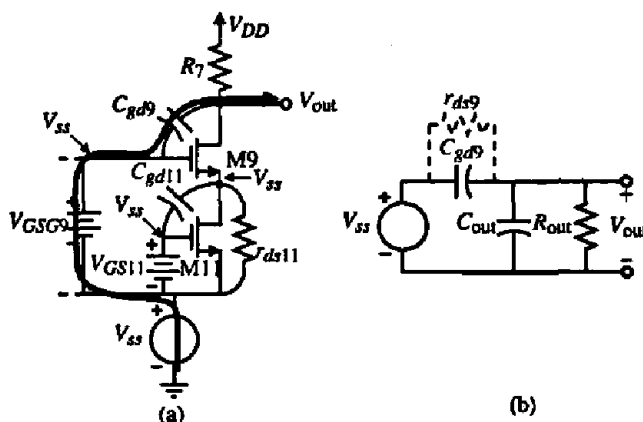 V_DD
R_7
C_gd9
V_out
V_ss
M9
C_gd11
V_ss
V_ss
V_GSG9
V_GS11
M11
r_ds11
V_ss
(a)
r_ds9
C_gd9
V_ss
C_out
R_out
V_out
(b)